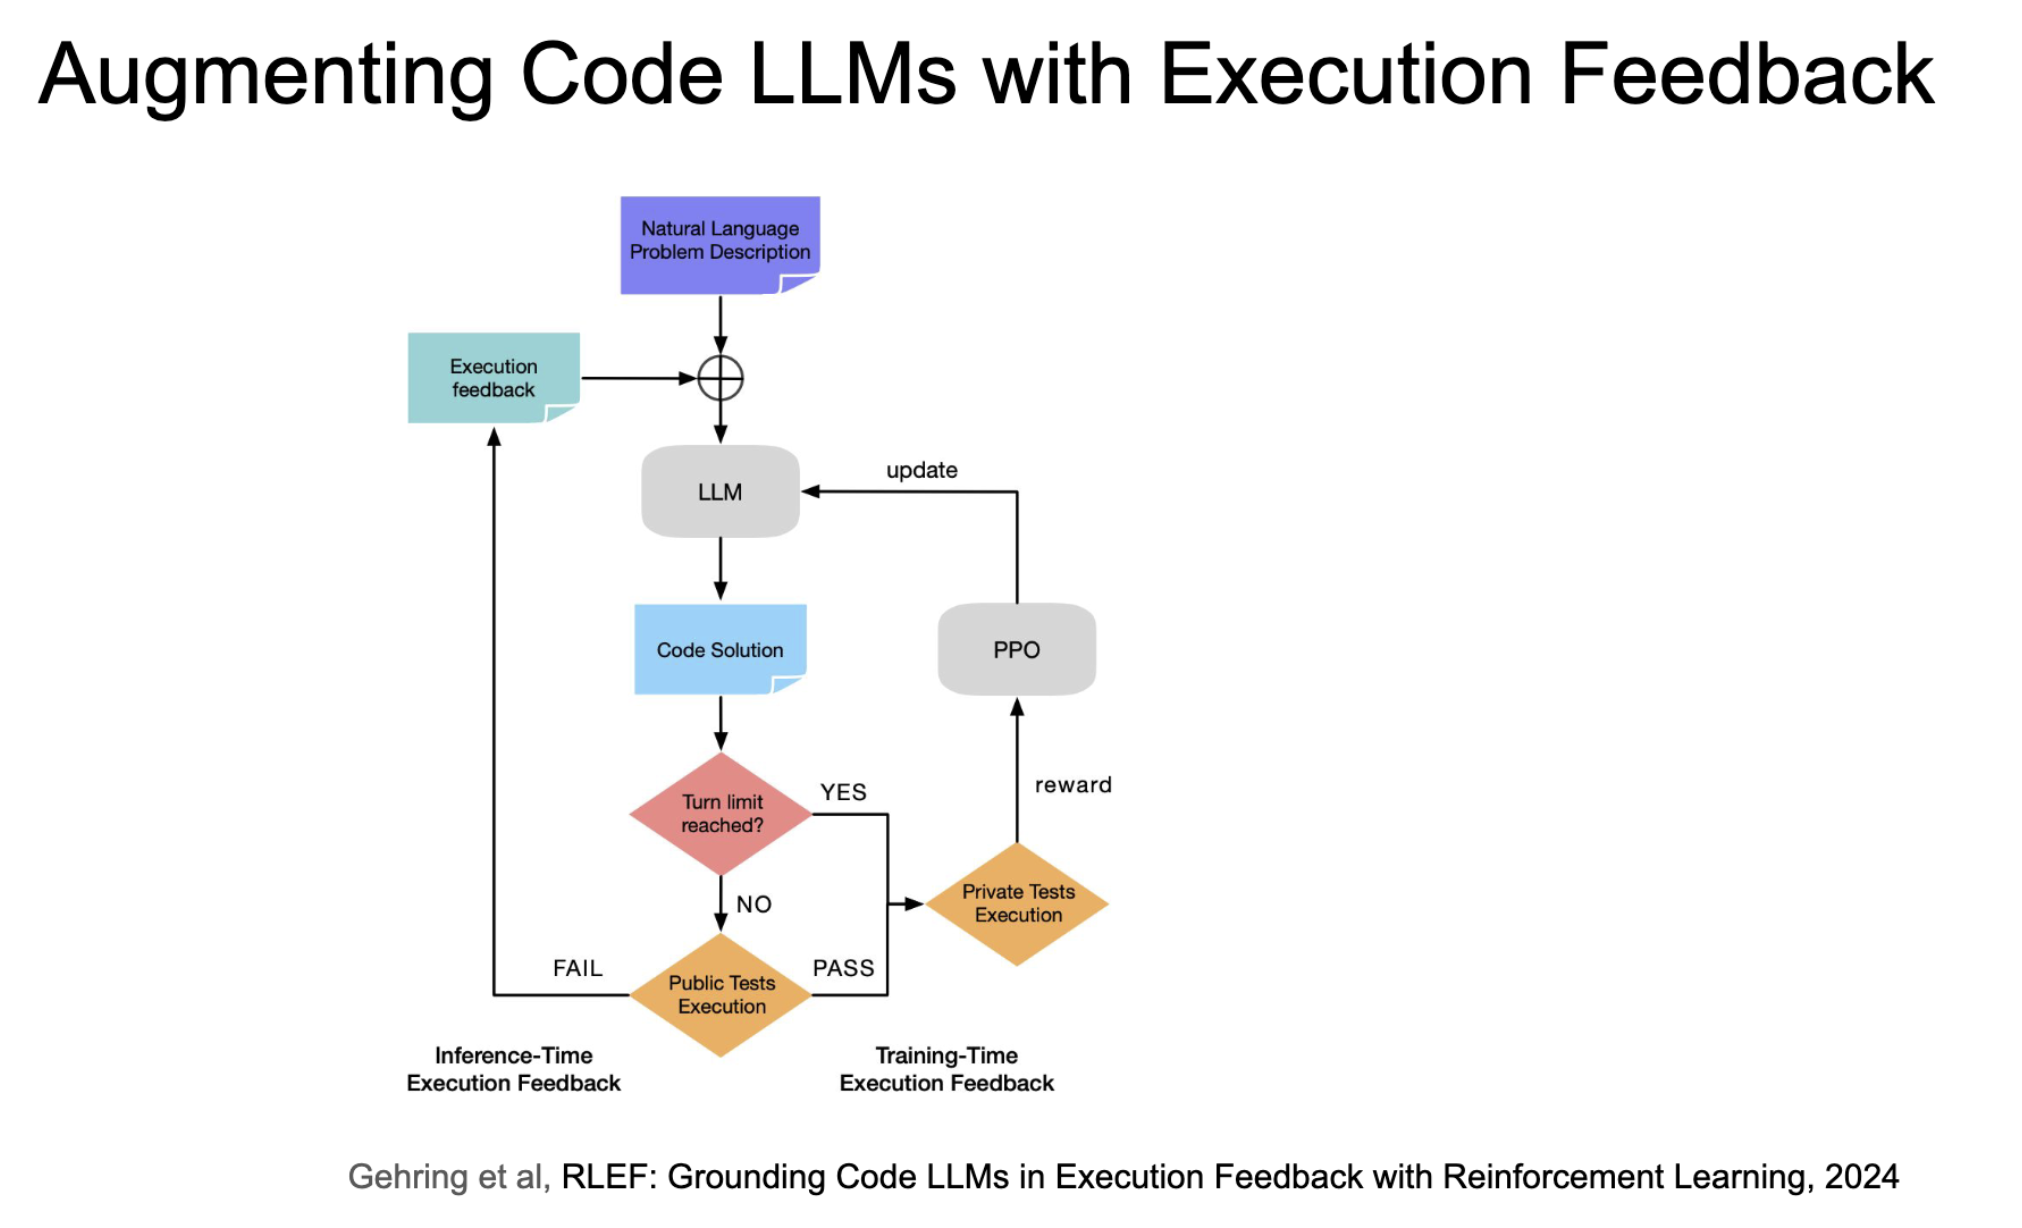 Augmenting Code LLMs with Execution Feedback
Natural Language
Problem Description
Execution
feedback
LLM
update
Code Solution
PPO
Turn limit
reached?
YES
reward
NO
Private Tests
Execution
FAIL
Public Tests
Execution
PASS
Inference-Time
Execution Feedback
Training-Time
Execution Feedback
Gehring et al, RLEF: Grounding Code LLMs in Execution Feedback with Reinforcement Learning, 2024